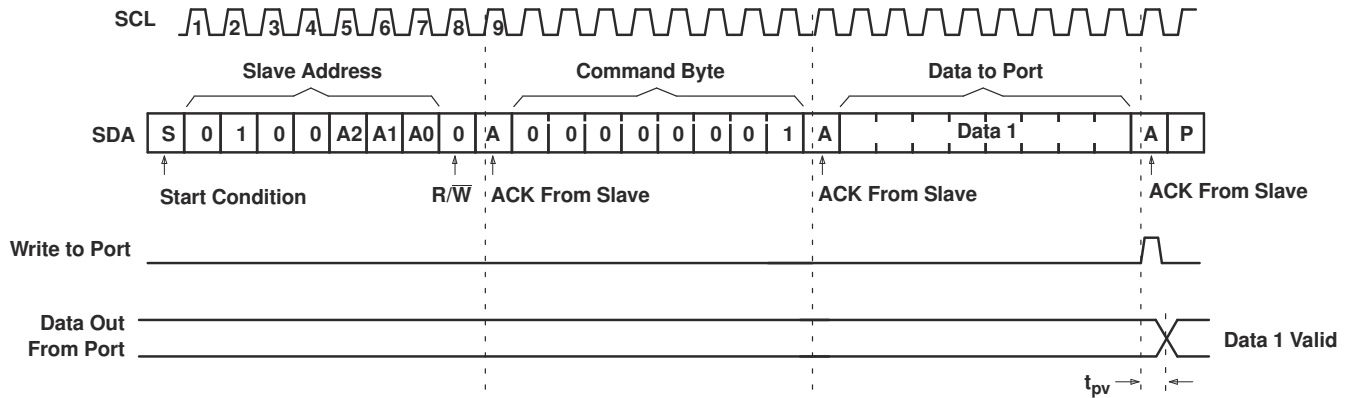 SCL 1 2 3 4 5 6 7 8 9
Slave Address Command Byte Data to Port
SDA S 0 1 0 0 A2 A1 A0 0 A 0 0 0 0 0 0 0 1 A Data 1 A P
Start Condition R/W̅ ACK From Slave ACK From Slave ACK From Slave
Write to Port
Data Out
From Port
Data 1 Valid
tpv